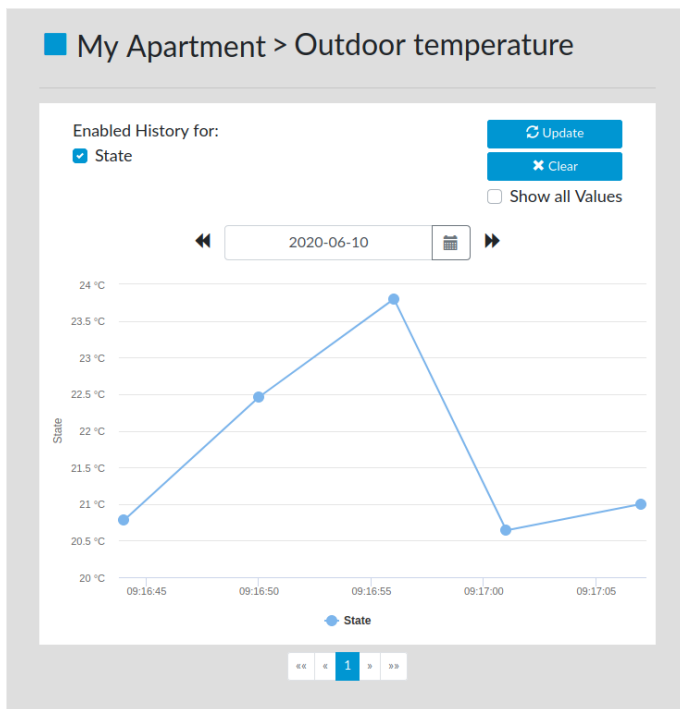 My Apartment > Outdoor temperature
Enabled History for:
State
Update
Clear
Show all Values
2020-06-10
24 °C
23.5 °C
23 °C
22.5 °C
22 °C
21.5 °C
21 °C
20.5 °C
20 °C
State
09:16:45 09:16:50 09:16:55 09:17:00 09:17:05
State
«« « 1 » »»